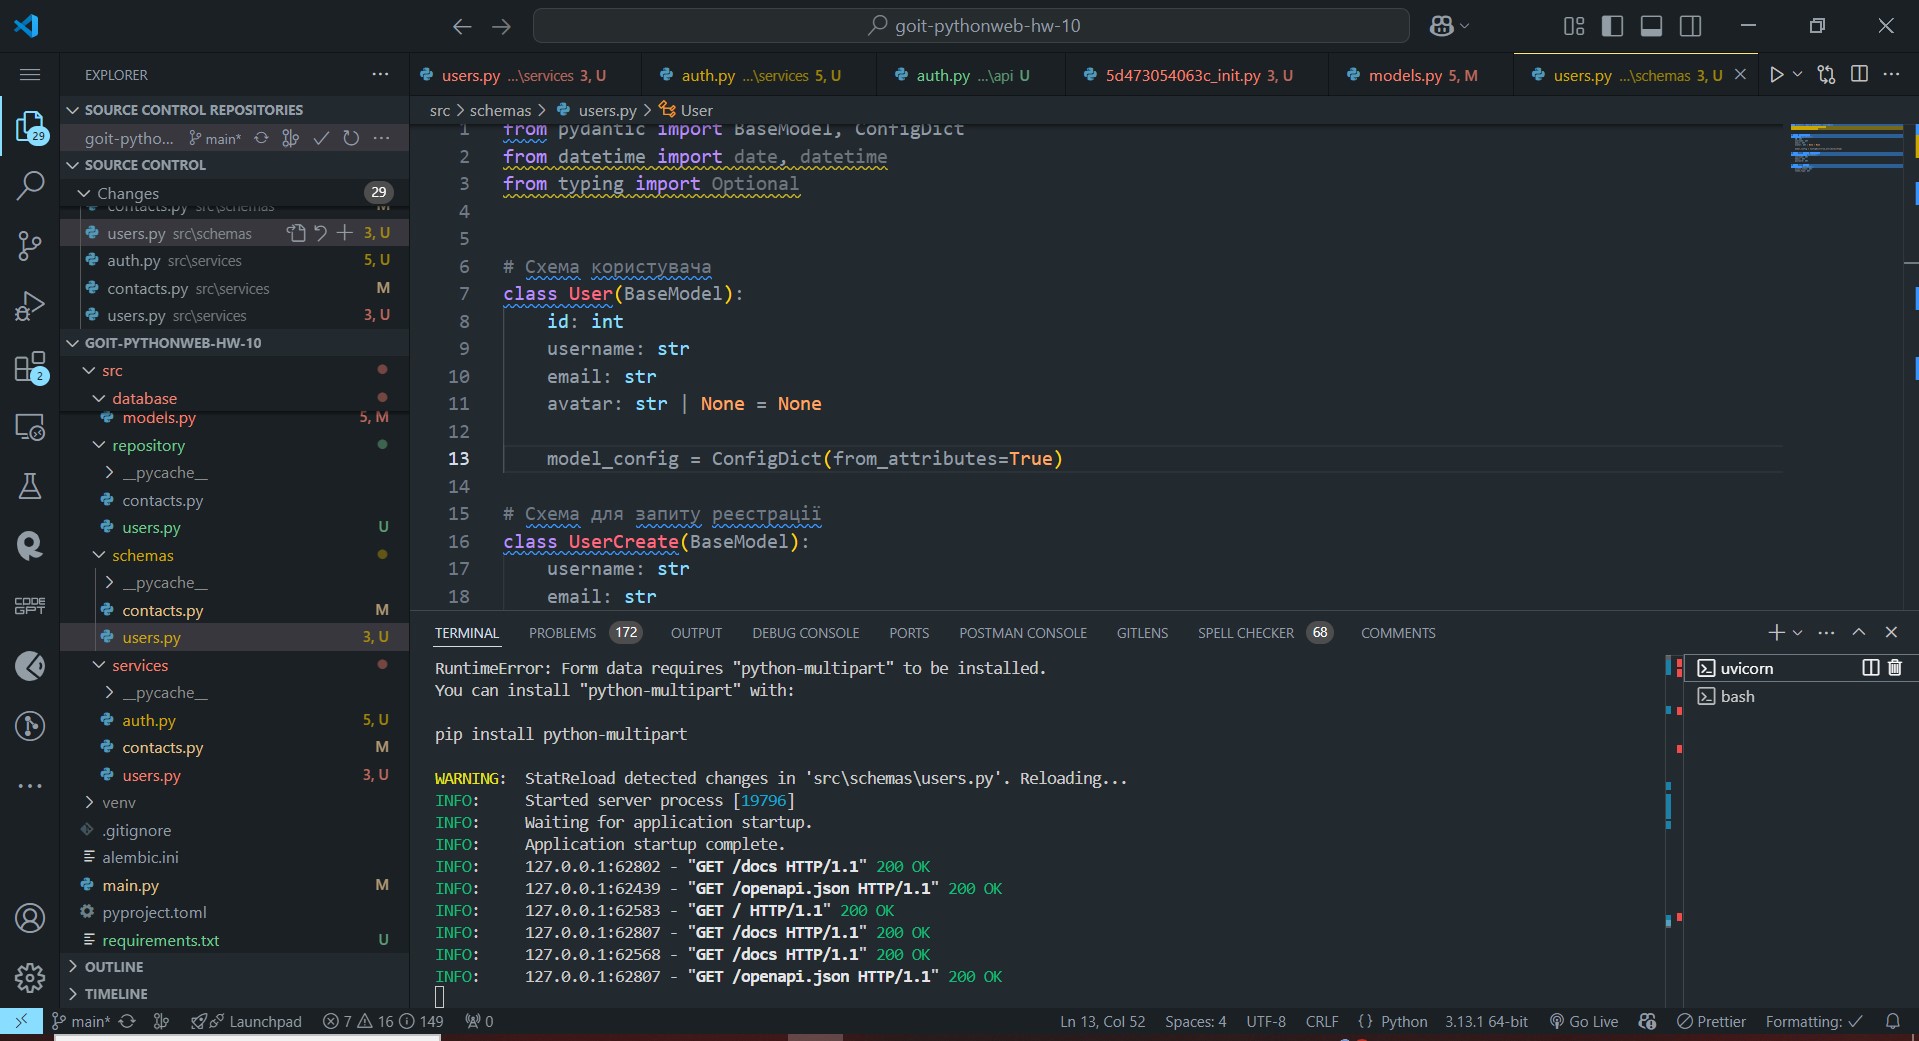 goit-pythonweb-hw-10
EXPLORER
SOURCE CONTROL REPOSITORIES
goit-pytho... main*
SOURCE CONTROL
Changes 29
contacts.py src\schemas M
users.py src\schemas 3, U
auth.py src\services 5, U
contacts.py src\services M
users.py src\services 3, U
GOIT-PYTHONWEB-HW-10
src
database
models.py 5, M
repository
__pycache__
contacts.py
users.py U
schemas
__pycache__
contacts.py M
users.py 3, U
services
__pycache__
auth.py 5, U
contacts.py M
users.py 3, U
venv
.gitignore
alembic.ini
main.py M
pyproject.toml
requirements.txt U
OUTLINE
TIMELINE
29
2
CODE
GPT
users.py ...\services 3, U
auth.py ...\services 5, U
auth.py ...\api U
5d473054063c_init.py 3, U
models.py 5, M
users.py ...\schemas 3, U
src > schemas > users.py > User
1 from pydantic import BaseModel, ConfigDict
2 from datetime import date, datetime
3 from typing import Optional
4
5
6 # Схема користувача
7 class User(BaseModel):
8 id: int
9 username: str
10 email: str
11 avatar: str | None = None
12
13 model_config = ConfigDict(from_attributes=True)
14
15 # Схема для запиту реєстрації
16 class UserCreate(BaseModel):
17 username: str
18 email: str
TERMINAL PROBLEMS 172 OUTPUT DEBUG CONSOLE PORTS POSTMAN CONSOLE GITLENS SPELL CHECKER 68 COMMENTS
RuntimeError: Form data requires "python-multipart" to be installed.
You can install "python-multipart" with:
pip install python-multipart
WARNING: StatReload detected changes in 'src\schemas\users.py'. Reloading...
INFO: Started server process [19796]
INFO: Waiting for application startup.
INFO: Application startup complete.
INFO: 127.0.0.1:62802 - "GET /docs HTTP/1.1" 200 OK
INFO: 127.0.0.1:62439 - "GET /openapi.json HTTP/1.1" 200 OK
INFO: 127.0.0.1:62583 - "GET / HTTP/1.1" 200 OK
INFO: 127.0.0.1:62807 - "GET /docs HTTP/1.1" 200 OK
INFO: 127.0.0.1:62568 - "GET /docs HTTP/1.1" 200 OK
INFO: 127.0.0.1:62807 - "GET /openapi.json HTTP/1.1" 200 OK
uvicorn
bash
main* Launchpad 7 16 149 0 Ln 13, Col 52 Spaces: 4 UTF-8 CRLF {} Python 3.13.1 64-bit Go Live Prettier Formatting: ✓